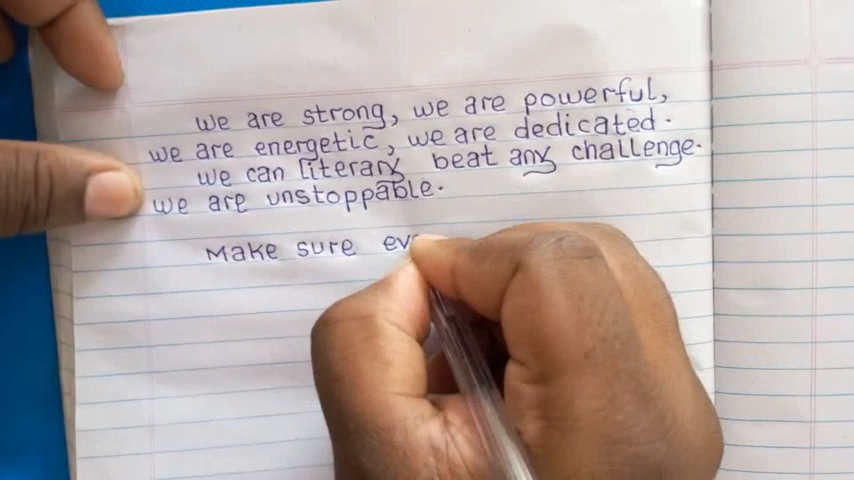 we are strong, we are powerful,
we are energetic, we are dedicated.
we can literary beat any challenge.
we are unstoppable.
Make sure ev